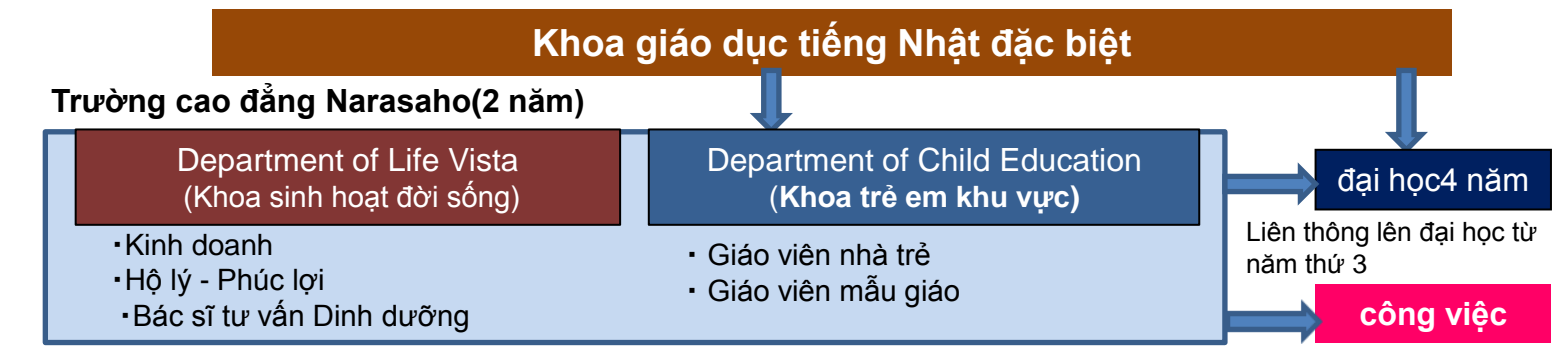 Khoa giáo dục tiếng Nhật đặc biệt
Trường cao đẳng Narasaho(2 năm)
Department of Life Vista
(Khoa sinh hoạt đời sống)
・Kinh doanh
・Hộ lý - Phúc lợi
・Bác sĩ tư vấn Dinh dưỡng
Department of Child Education
(Khoa trẻ em khu vực)
・ Giáo viên nhà trẻ
・ Giáo viên mẫu giáo
đại học4 năm
Liên thông lên đại học từ
năm thứ 3
công việc